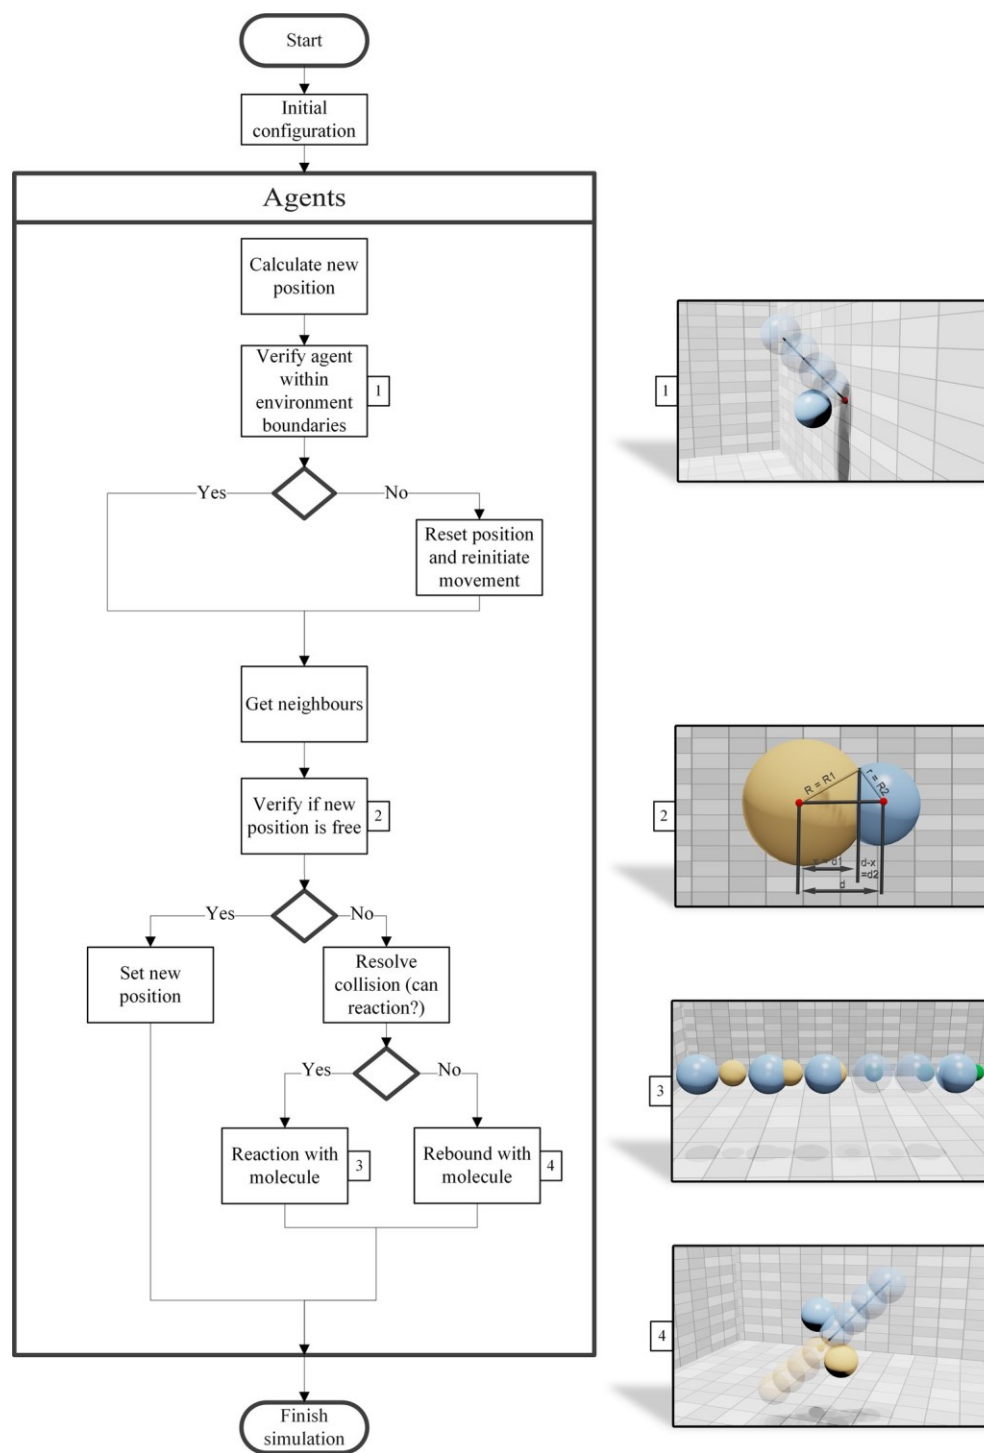 Start
Initial
configuration
Agents
Calculate new
position
Verify agent
within
environment
boundaries
1
1
Yes
No
Reset position
and reinitiate
movement
Get neighbours
Verify if new
position is free
2
2
R = R1
r = R2
d1
d-x
=d2
d
Yes
No
Set new
position
Resolve
collision (can
reaction?)
Yes
No
3
Reaction with
molecule
3
Rebound with
molecule
4
4
Finish
simulation